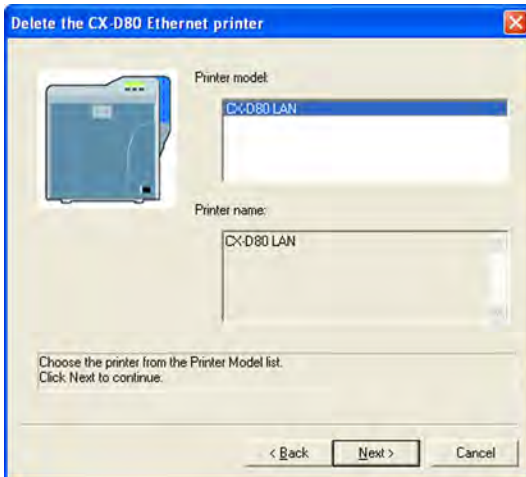 Delete the CX-D80 Ethernet printer
Printer model:
CX-D80 LAN
Printer name:
CX-D80 LAN
Choose the printer from the Printer Model list.
Click Next to continue.
< Back
Next >
Cancel